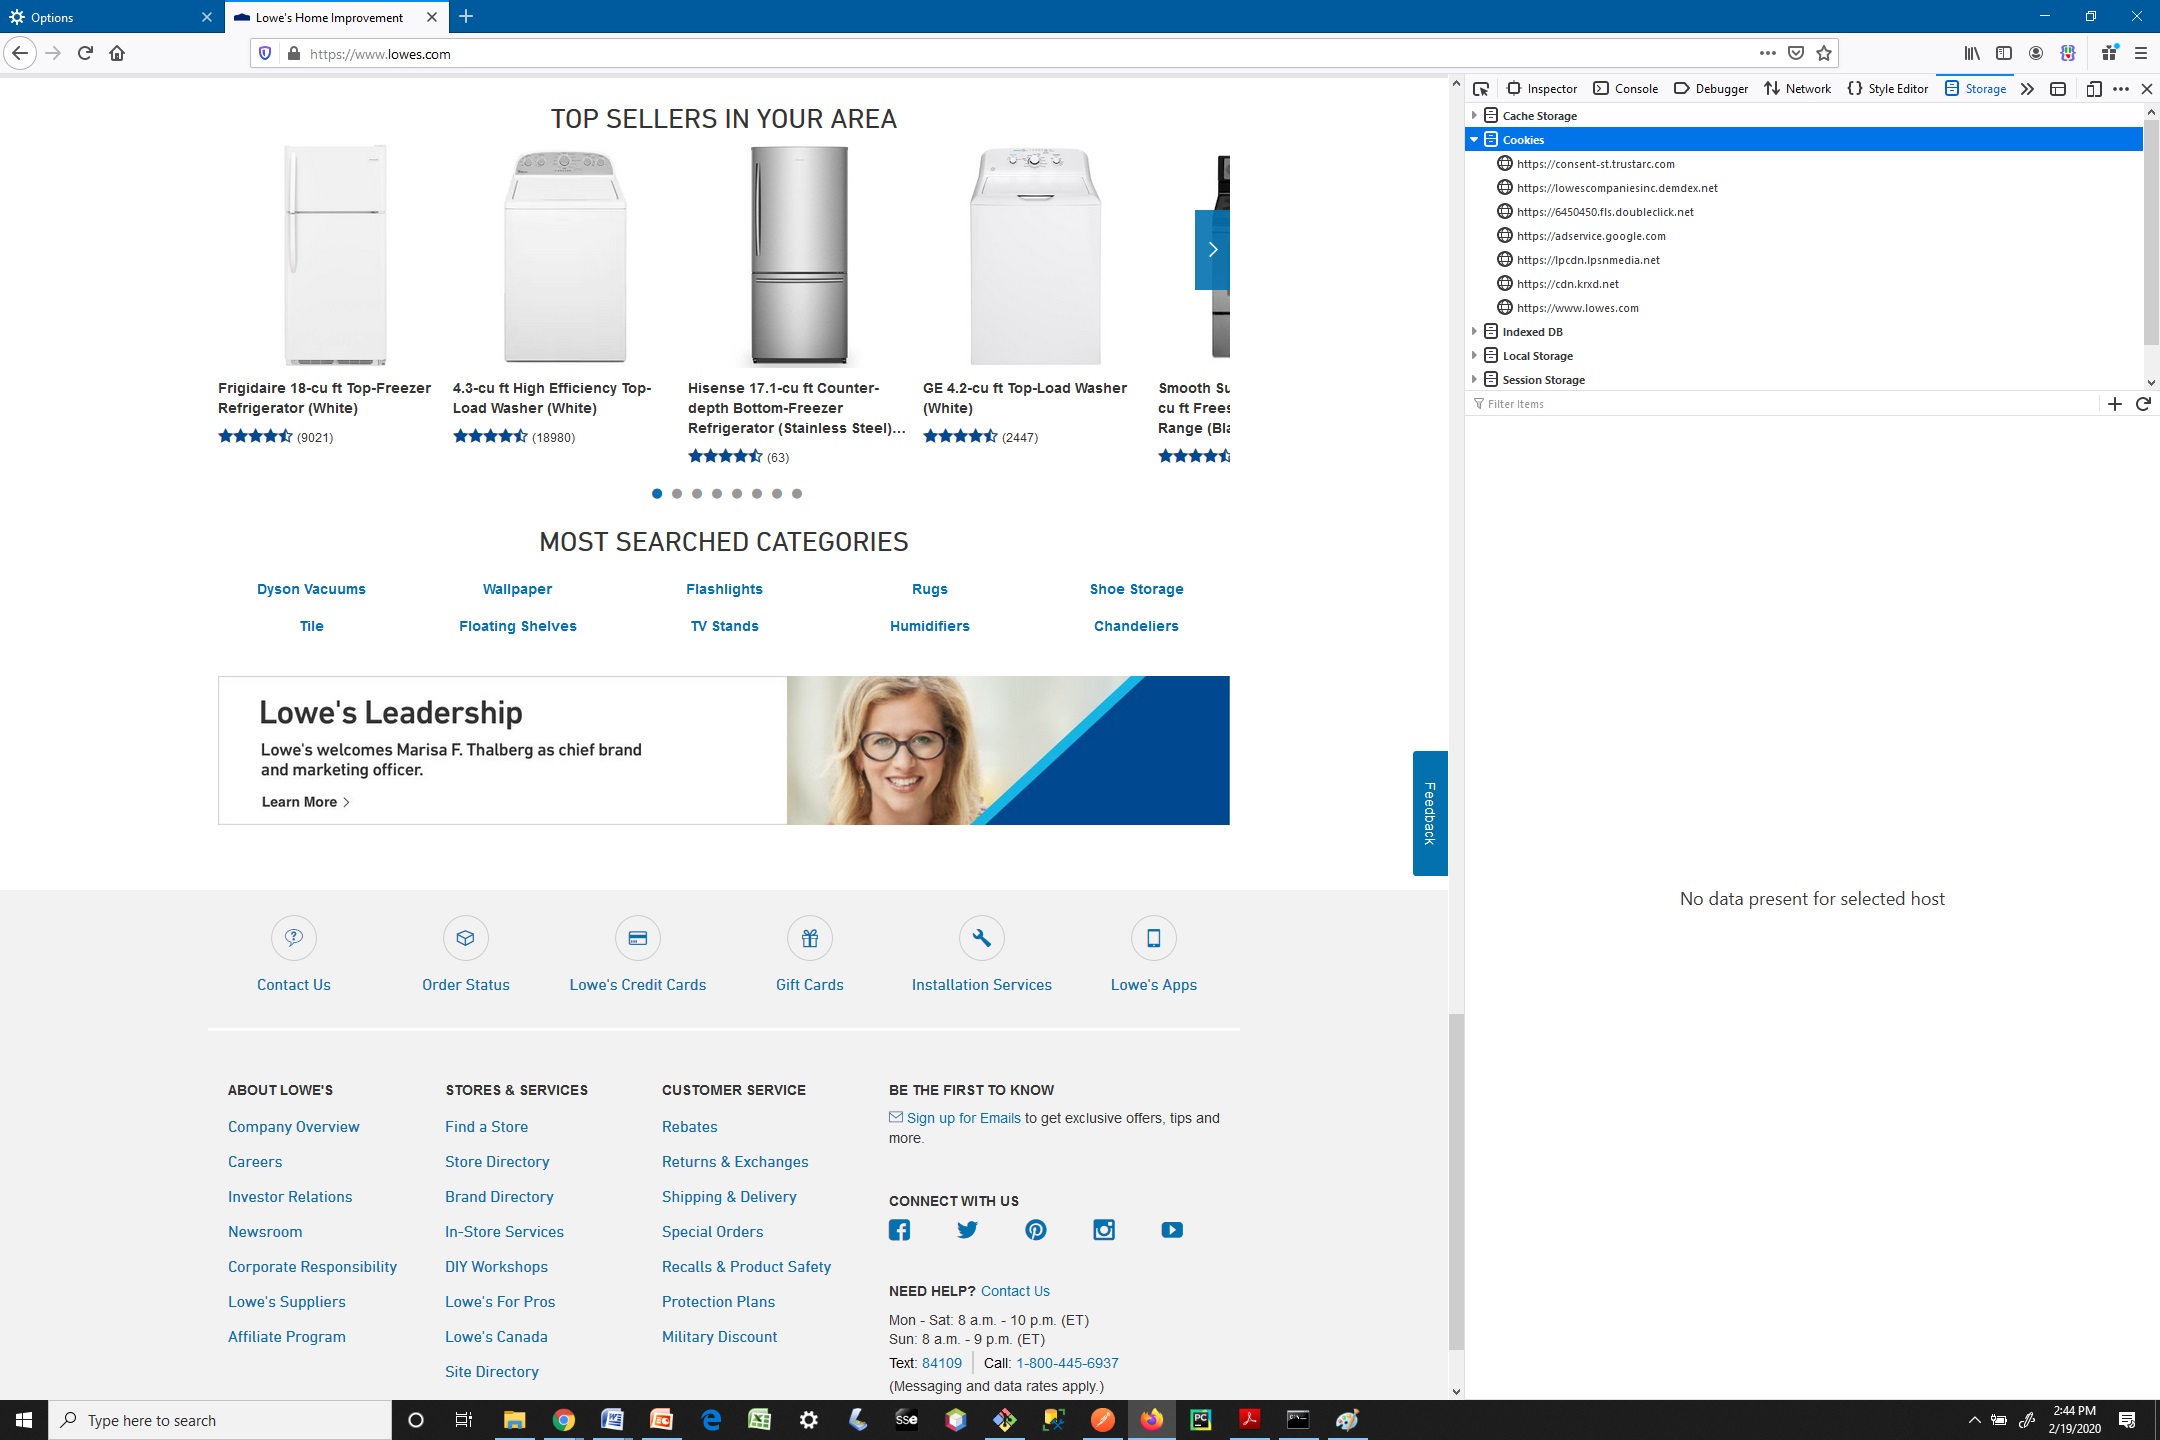 Options
Lowe's Home Improvement
https://www.lowes.com
Inspector
Console
Debugger
Network
Style Editor
Storage
Cache Storage
Cookies
https://consent-st.trustarc.com
https://lowescompaniesinc.demdex.net
https://6450450.fls.doubleclick.net
https://adservice.google.com
https://lpcdn.lpsnmedia.net
https://cdn.krxd.net
https://www.lowes.com
Indexed DB
Local Storage
Session Storage
Filter Items
No data present for selected host
TOP SELLERS IN YOUR AREA
Frigidaire 18-cu ft Top-Freezer
Refrigerator (White)
(9021)
4.3-cu ft High Efficiency Top-
Load Washer (White)
(18980)
Hisense 17.1-cu ft Counter-
depth Bottom-Freezer
Refrigerator (Stainless Steel)...
(63)
GE 4.2-cu ft Top-Load Washer
(White)
(2447)
Smooth Su
cu ft Frees
Range (Bla
MOST SEARCHED CATEGORIES
Dyson Vacuums
Wallpaper
Flashlights
Rugs
Shoe Storage
Tile
Floating Shelves
TV Stands
Humidifiers
Chandeliers
Lowe's Leadership
Lowe's welcomes Marisa F. Thalberg as chief brand
and marketing officer.
Learn More >
Feedback
Contact Us
Order Status
Lowe's Credit Cards
Gift Cards
Installation Services
Lowe's Apps
ABOUT LOWE'S
Company Overview
Careers
Investor Relations
Newsroom
Corporate Responsibility
Lowe's Suppliers
Affiliate Program
STORES & SERVICES
Find a Store
Store Directory
Brand Directory
In-Store Services
DIY Workshops
Lowe's For Pros
Lowe's Canada
Site Directory
CUSTOMER SERVICE
Rebates
Returns & Exchanges
Shipping & Delivery
Special Orders
Recalls & Product Safety
Protection Plans
Military Discount
BE THE FIRST TO KNOW
Sign up for Emails to get exclusive offers, tips and
more.
CONNECT WITH US
NEED HELP? Contact Us
Mon - Sat: 8 a.m. - 10 p.m. (ET)
Sun: 8 a.m. - 9 p.m. (ET)
Text: 84109 | Call: 1-800-445-6937
(Messaging and data rates apply.)
Type here to search
SSE
PC
2:44 PM
2/19/2020